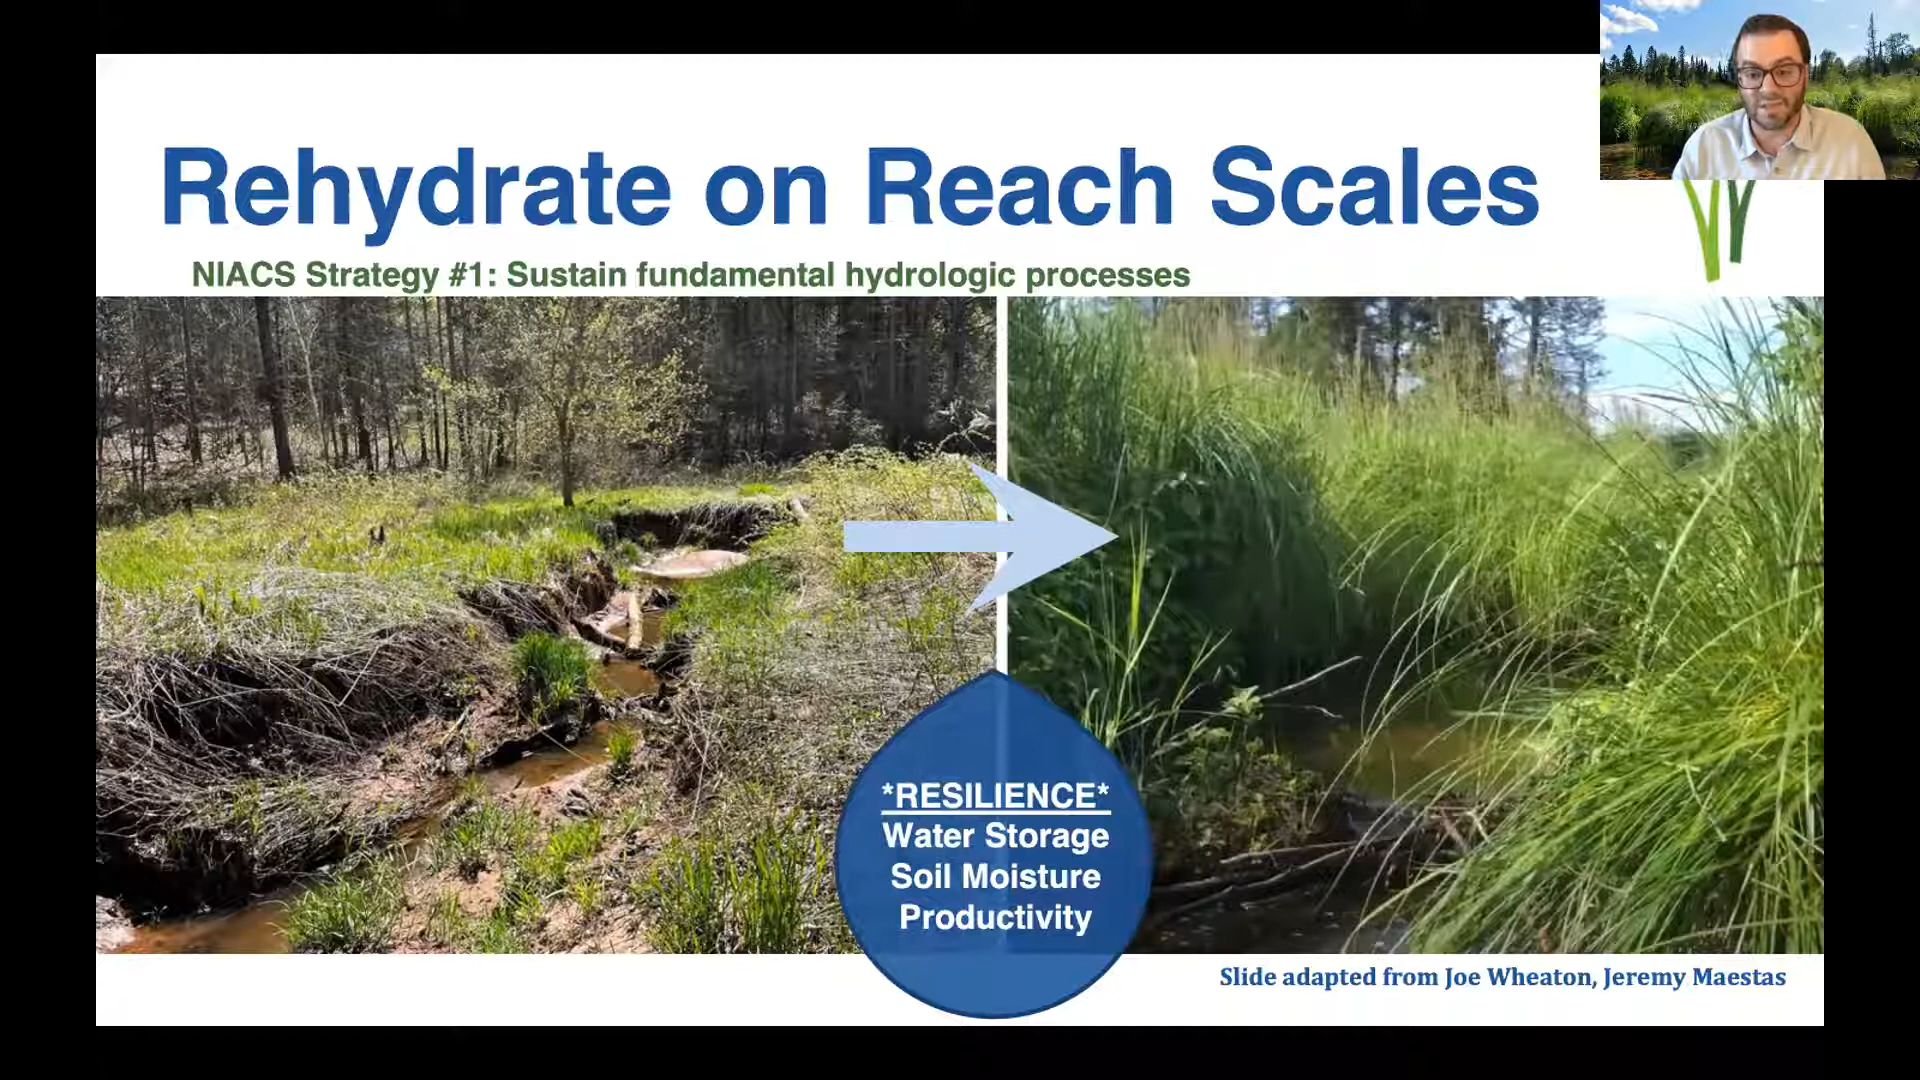 Rehydrate on Reach Scales
NIACS Strategy #1: Sustain fundamental hydrologic processes
*RESILIENCE*
Water Storage
Soil Moisture
Productivity
Slide adapted from Joe Wheaton, Jeremy Maestas